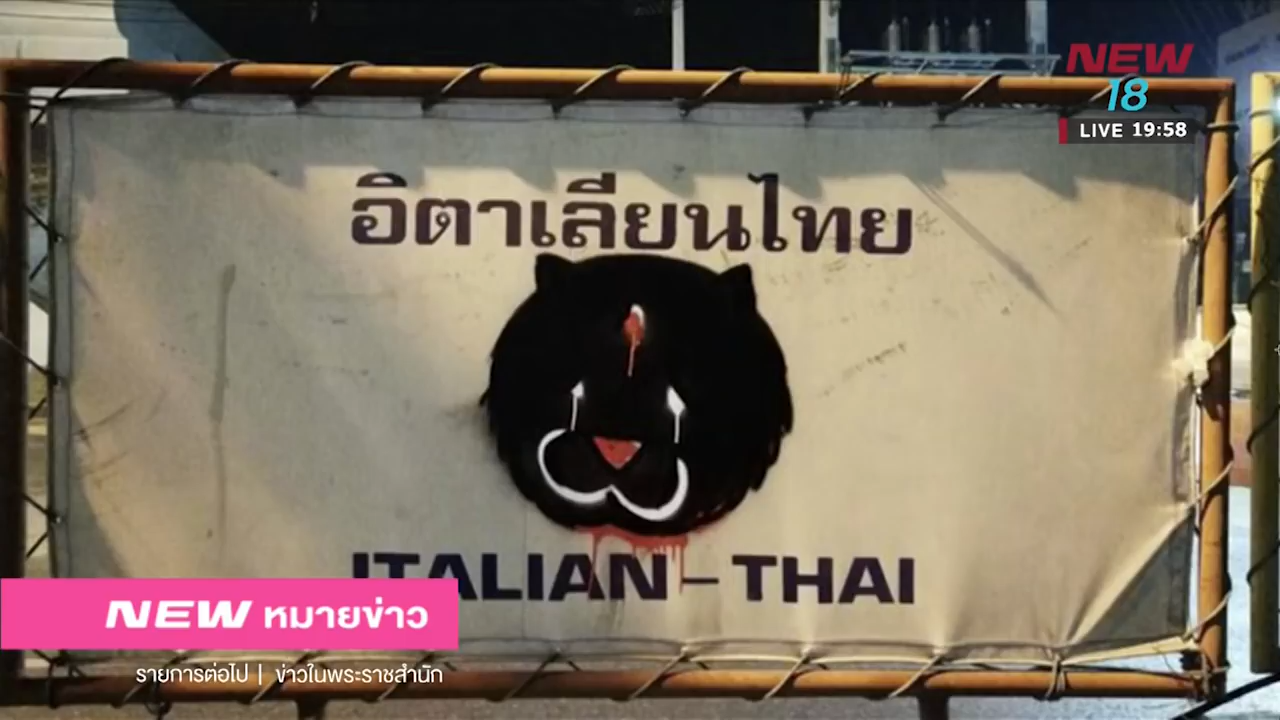 NEW
18
LIVE 19:58
อิตาเลียนไทย
ITALIAN-THAI
NEW หมายข่าว
รายการต่อไป | ข่าวในพระราชสำนัก